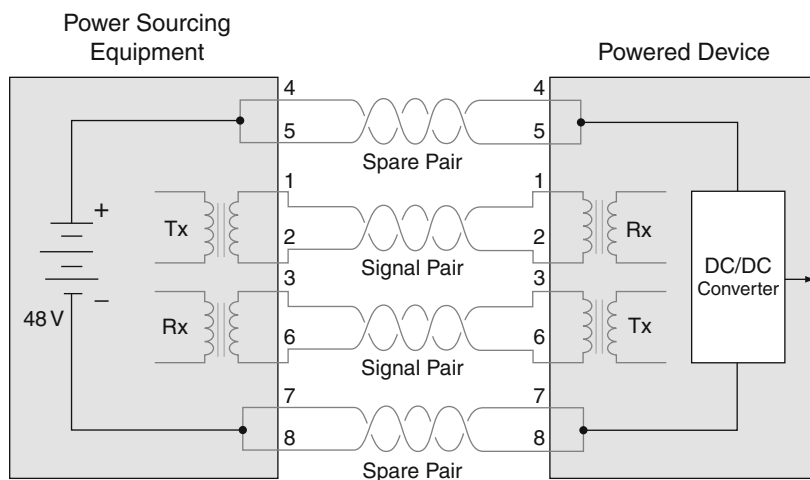 Power Sourcing
Equipment
Powered Device
4
4
5
5
Spare Pair
1
1
+
Tx
Rx
2
2
Signal Pair
DC/DC
Converter
3
3
–
48 V
Rx
Tx
6
6
Signal Pair
7
7
8
8
Spare Pair